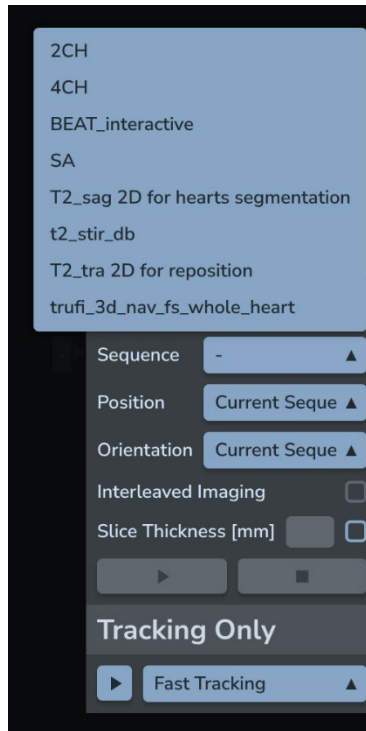 2CH
4CH
BEAT_interactive
SA
T2_sag 2D for hearts segmentation
t2_stir_db
T2_tra 2D for reposition
trufi_3d_nav_fs_whole_heart
Sequence -
Position Current Seque
Orientation Current Seque
Interleaved Imaging
Slice Thickness [mm]
Tracking Only
Fast Tracking